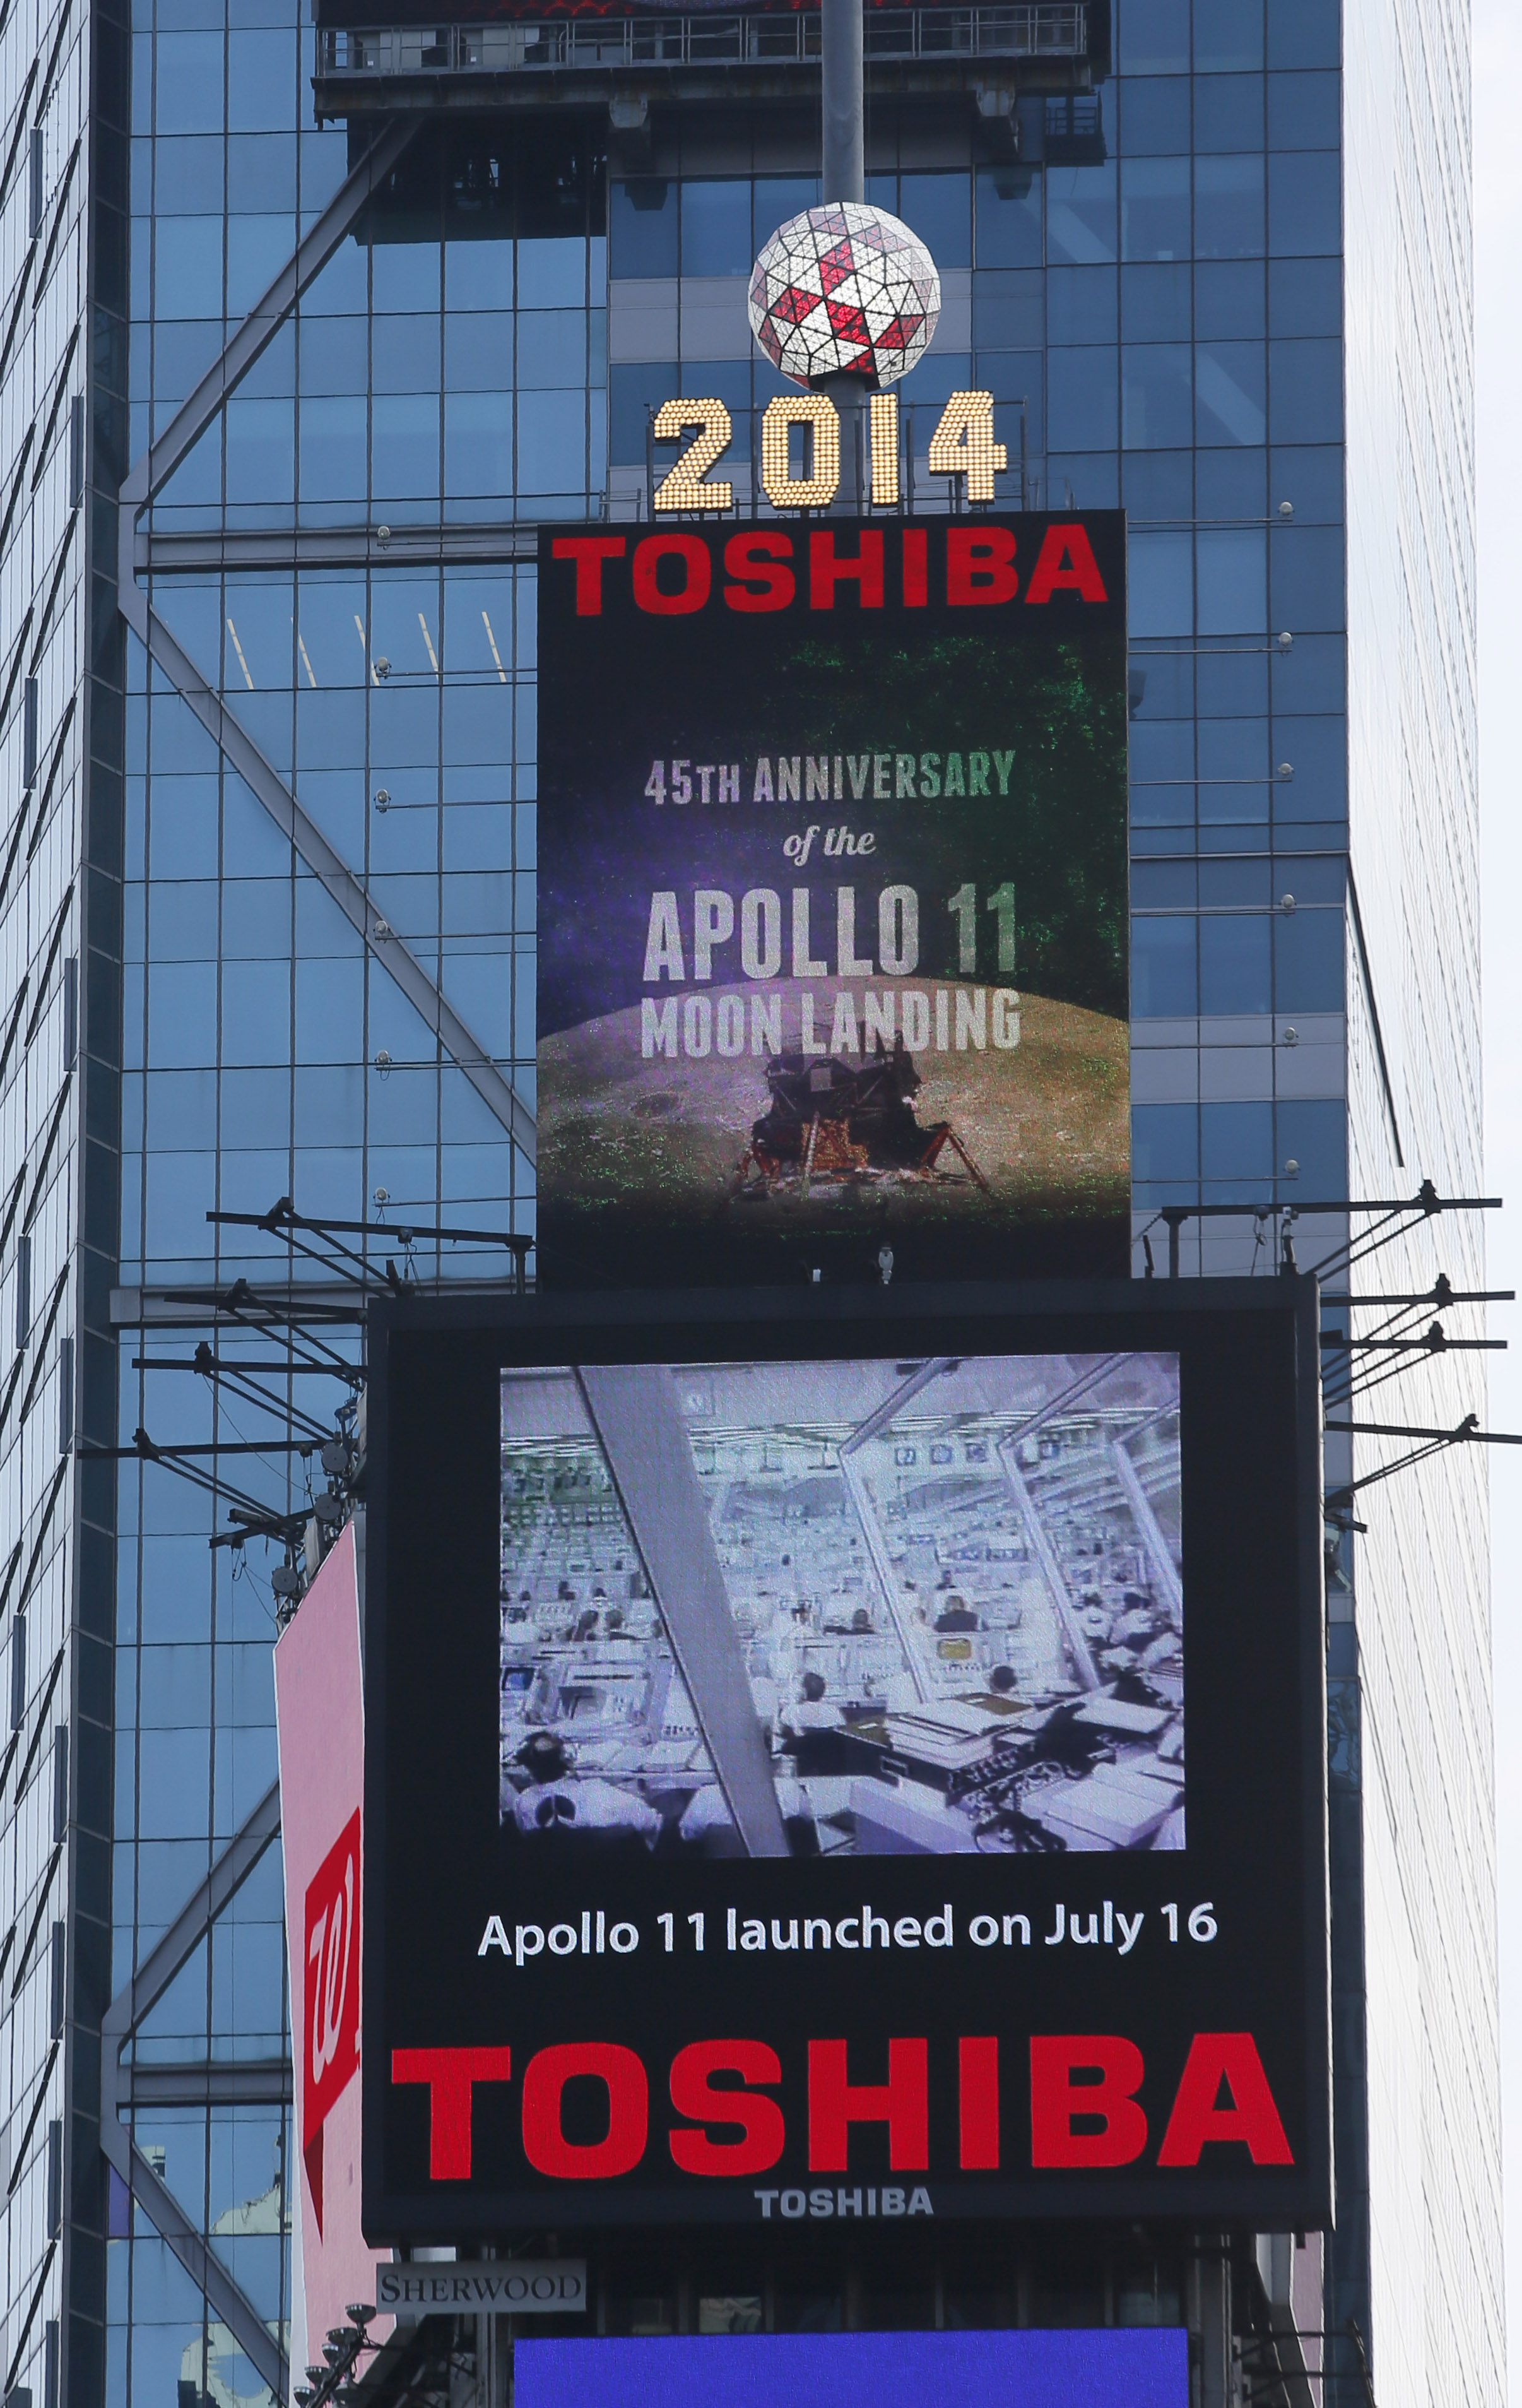 2014
TOSHIBA
45TH ANNIVERSARY
of the
APOLLO 11
MOON LANDING
Apollo 11 launched on July 16
TOSHIBA
TOSHIBA
W
SHERWOOD